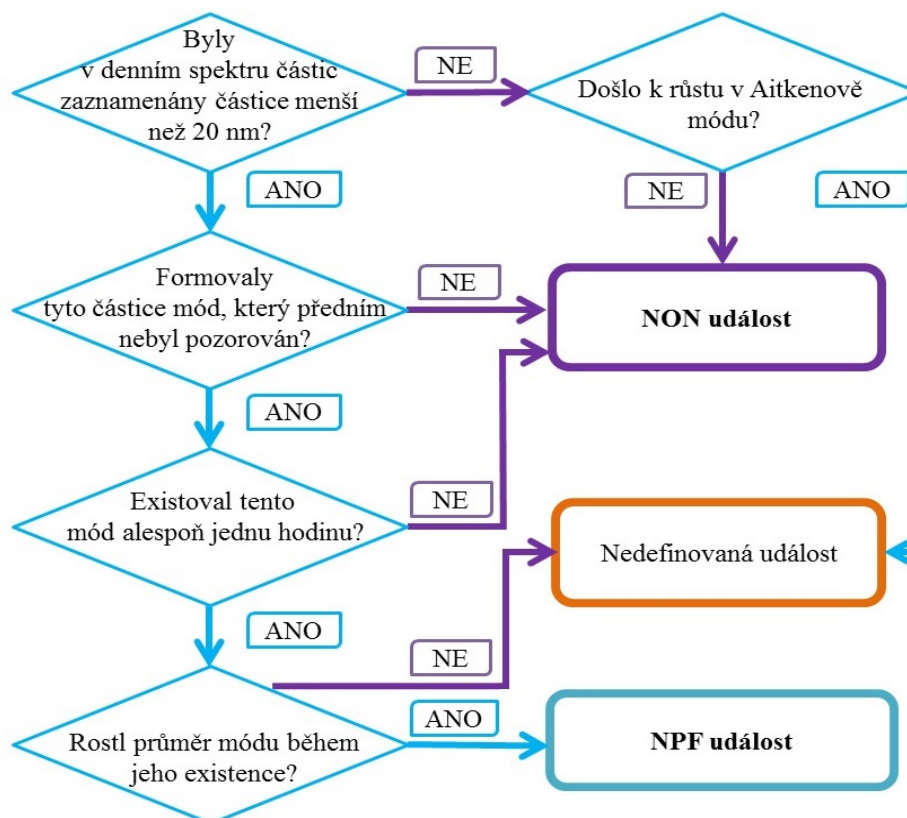 Byly
v denním spektru částic
zaznamenány částice menší
než 20 nm?
NE
Došlo k růstu v Aitkenově
módu?
ANO
NE
ANO
Formovaly
tyto částice mód, který předním
nebyl pozorován?
NE
NON událost
ANO
Existoval tento
mód alespoň jednu hodinu?
NE
Nedefinovaná událost
ANO
NE
Rostl průměr módu během
jeho existence?
ANO
NPF událost